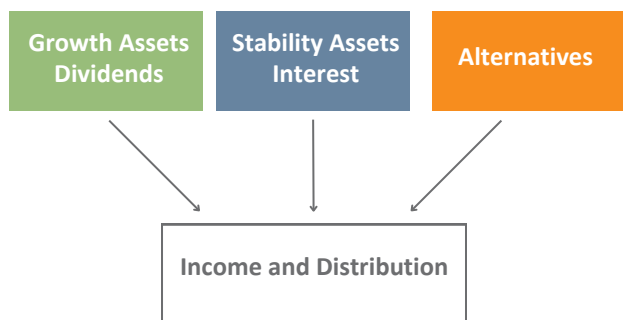 Growth Assets
Dividends
Stability Assets
Interest
Alternatives
Income and Distribution